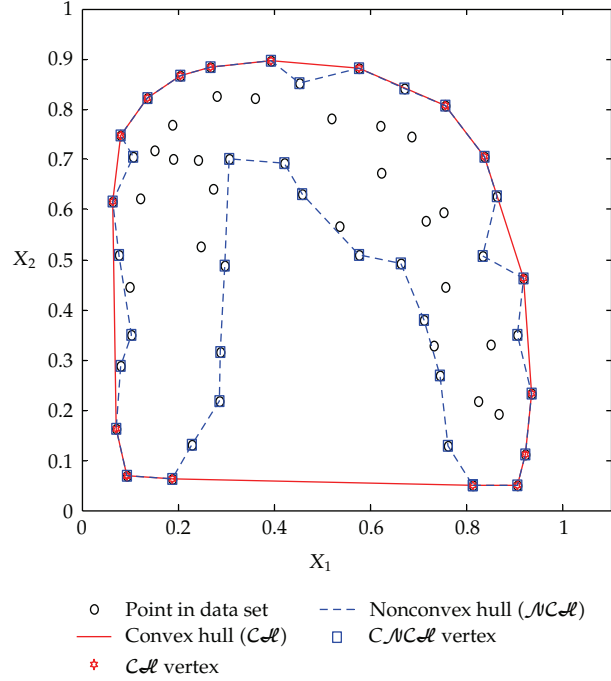 0.9
0.8
0.7
0.6
X₂ 0.5
0.4
0.3
0.2
0.1
0
0 0.2 0.4 0.6 0.8 1
X₁
Point in data set
Nonconvex hull (𝒩𝒞ℋ)
Convex hull (𝒞ℋ)
C𝒩𝒞ℋ vertex
𝒞ℋ vertex